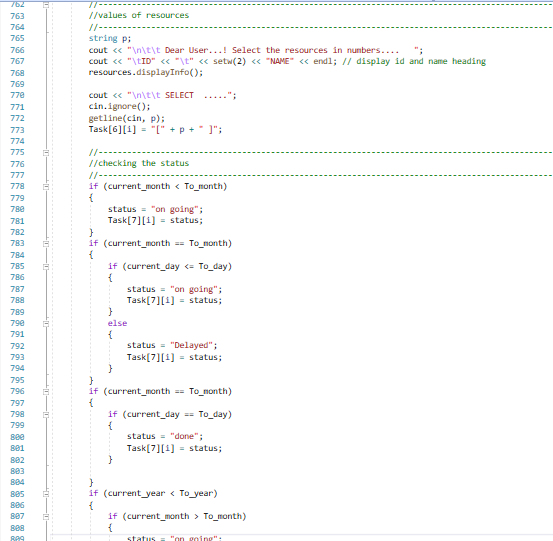 762 //----------------------------------------------------------------------
763 //values of resources
764 //----------------------------------------------------------------------
765 string p;
766 cout << "\n\t\t Dear User...! Select the resources in numbers....   ";
767 cout << "\tID" << "\t" << setw(2) << "NAME" << endl; // display id and name heading
768 resources.displayInfo();
769
770 cout << "\n\t\t SELECT  .....";
771 cin.ignore();
772 getline(cin, p);
773 Task[6][i] = "[" + p + " ]";
774
775 //----------------------------------------------------------------------
776 //checking the status
777 //----------------------------------------------------------------------
778 if (current_month < To_month)
779 {
780 status = "on going";
781 Task[7][i] = status;
782 }
783 if (current_month == To_month)
784 {
785 if (current_day <= To_day)
786 {
787 status = "on going";
788 Task[7][i] = status;
789 }
790 else
791 {
792 status = "Delayed";
793 Task[7][i] = status;
794 }
795 }
796 if (current_month == To_month)
797 {
798 if (current_day == To_day)
799 {
800 status = "done";
801 Task[7][i] = status;
802 }
803
804 }
805 if (current_year < To_year)
806 {
807 if (current_month > To_month)
808 {
809 status = "on going";